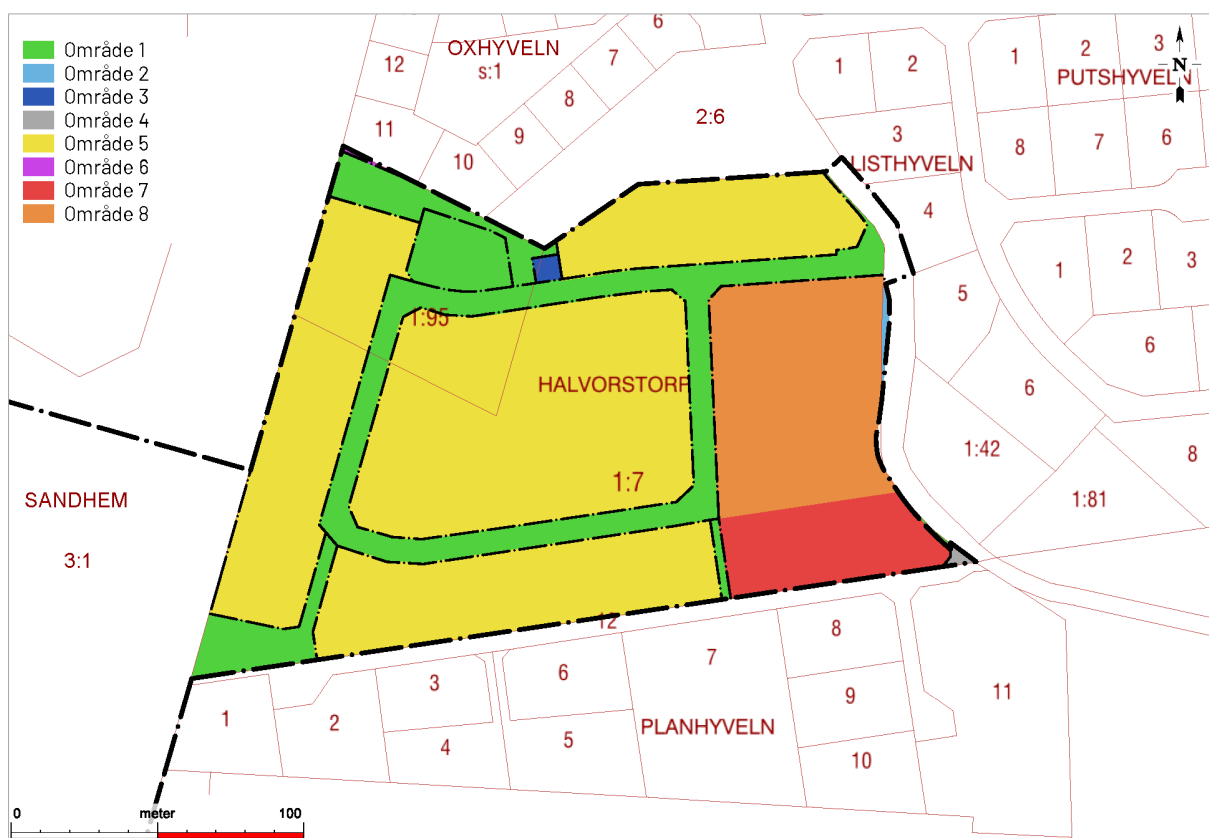 Område 1
Område 2
Område 3
Område 4
Område 5
Område 6
Område 7
Område 8
OXHYVELN
s:1
6
7
8
9
10
11
12
2:6
1
2
3
LISTHYVELN
4
5
6
1:42
1:81
8
1
2
3
PUTSHYVELN
8
7
6
1
2
3
6
N
1:95
HALVORSTORP
1:7
12
SANDHEM
3:1
1
2
3
4
6
5
7
PLANHYVELN
8
9
10
11
0 meter 100